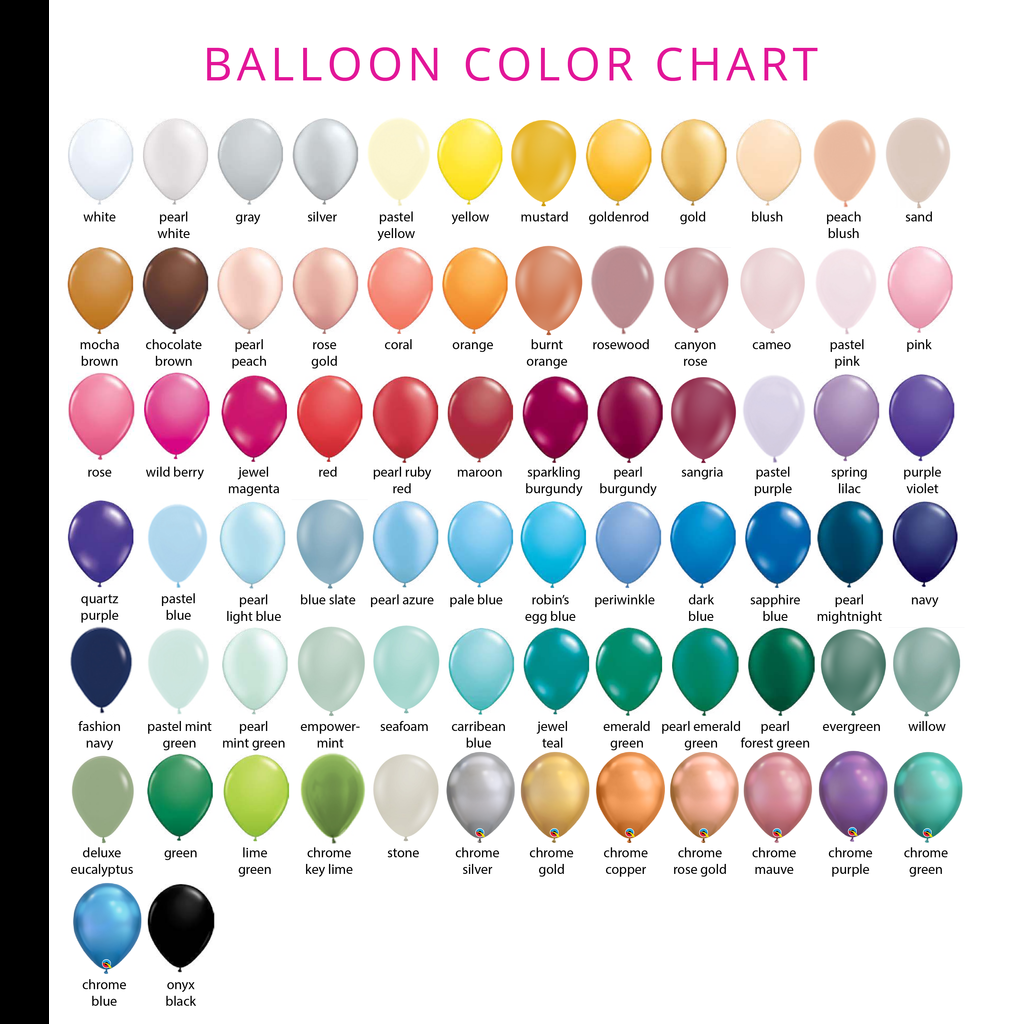 BALLOON COLOR CHART
white pearl gray silver pastel yellow mustard goldenrod gold blush peach sand
white yellow blush
mocha chocolate pearl rose coral orange burnt rosewood canyon cameo pastel pink
brown brown peach gold orange rose pink
rose wild berry jewel red pearl ruby maroon sparkling pearl sangria pastel spring purple
magenta red burgundy burgundy purple lilac violet
quartz pastel pearl blue slate pearl azure pale blue robin's periwinkle dark sapphire pearl navy
purple blue light blue egg blue blue blue mightnight
fashion pastel mint pearl empower- seafoam carribean jewel emerald pearl emerald pearl evergreen willow
navy green mint green mint blue teal green green forest green
deluxe green lime chrome stone chrome chrome chrome chrome chrome chrome chrome
eucalyptus green key lime silver gold copper rose gold mauve purple green
chrome onyx
blue black